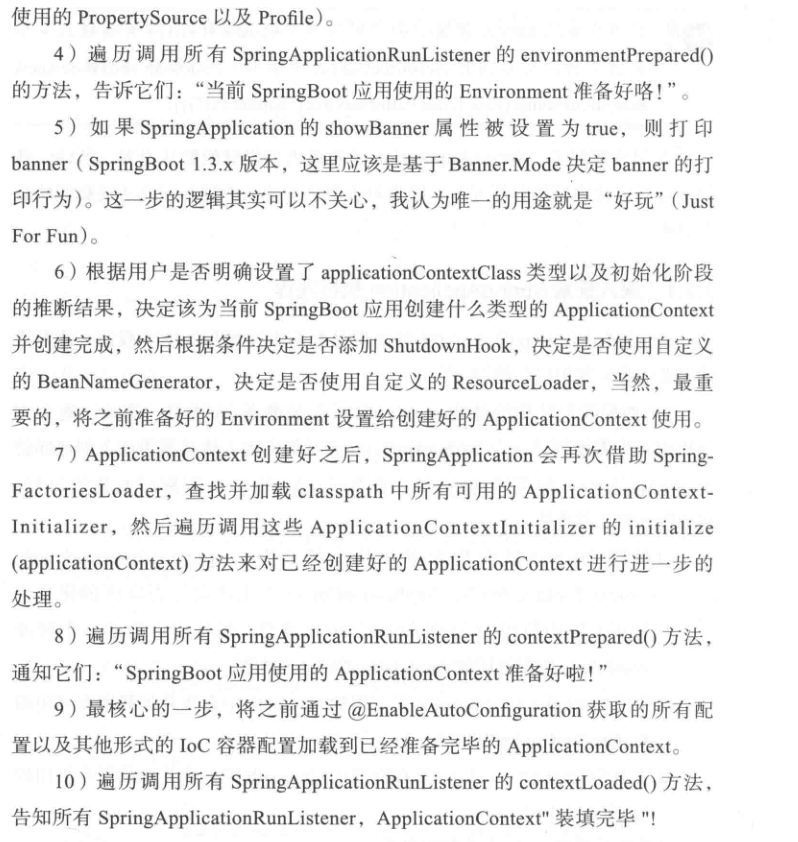 使用的 PropertySource 以及 Profile）。
4）遍历调用所有 SpringApplicationRunListener 的 environmentPrepared()
的方法，告诉它们：“当前 SpringBoot 应用使用的 Environment 准备好咯！”。
5）如果 SpringApplication 的 showBanner 属性被设置为 true，则打印
banner（SpringBoot 1.3.x 版本，这里应该是基于 Banner.Mode 决定 banner 的打
印行为）。这一步的逻辑其实可以不关心，我认为唯一的用途就是“好玩”（Just
For Fun）。
6）根据用户是否明确设置了 applicationContextClass 类型以及初始化阶段
的推断结果，决定该为当前 SpringBoot 应用创建什么类型的 ApplicationContext
并创建完成，然后根据条件决定是否添加 ShutdownHook，决定是否使用自定义
的 BeanNameGenerator，决定是否使用自定义的 ResourceLoader，当然，最重
要的，将之前准备好的 Environment 设置给创建好的 ApplicationContext 使用。
7）ApplicationContext 创建好之后，SpringApplication 会再次借助 Spring-
FactoriesLoader，查找并加载 classpath 中所有可用的 ApplicationContext-
Initializer，然后遍历调用这些 ApplicationContextInitializer 的 initialize
(applicationContext) 方法来对已经创建好的 ApplicationContext 进行进一步的
处理。
8）遍历调用所有 SpringApplicationRunListener 的 contextPrepared() 方法，
通知它们：“SpringBoot 应用使用的 ApplicationContext 准备好啦！”
9）最核心的一步，将之前通过 @EnableAutoConfiguration 获取的所有配
置以及其他形式的 IoC 容器配置加载到已经准备完毕的 ApplicationContext。
10）遍历调用所有 SpringApplicationRunListener 的 contextLoaded() 方法，
告知所有 SpringApplicationRunListener，ApplicationContext" 装填完毕 "!